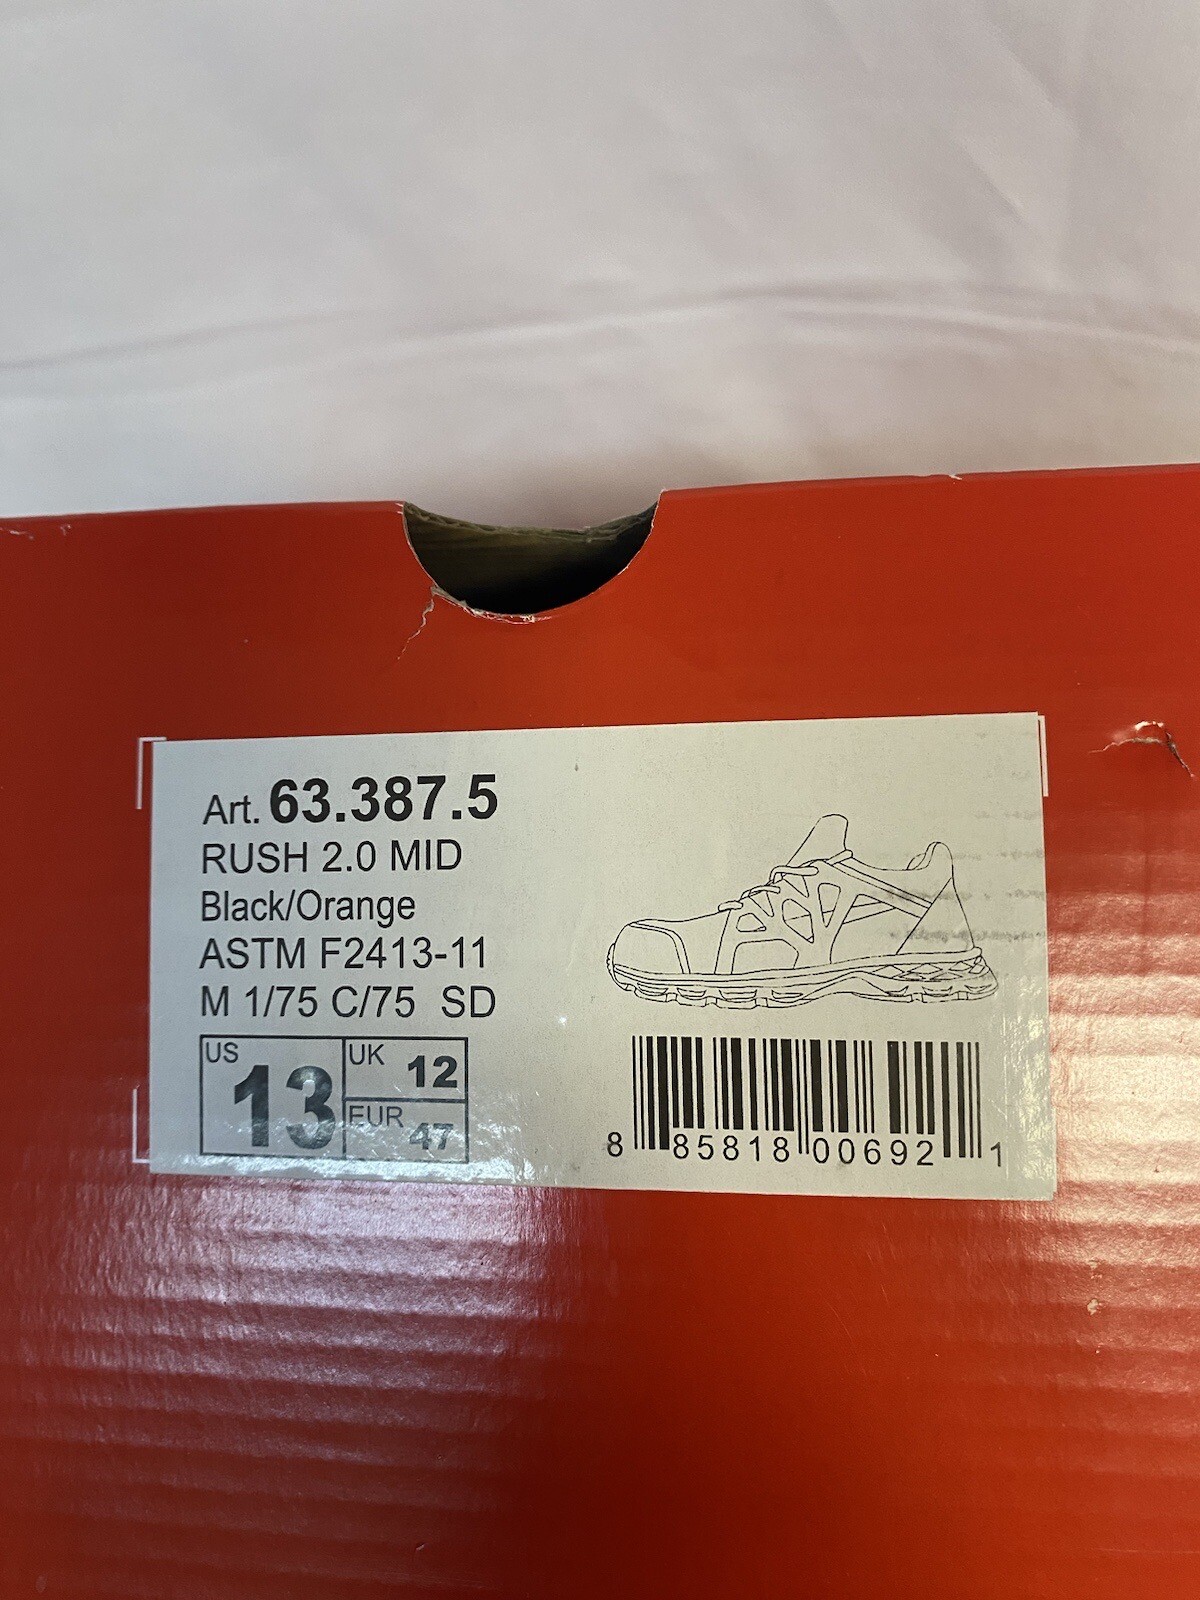 Art. 63.387.5
RUSH 2.0 MID
Black/Orange
ASTM F2413-11
M 1/75 C/75 SD
US 13
UK 12
EUR 47
8 85818 00692 1